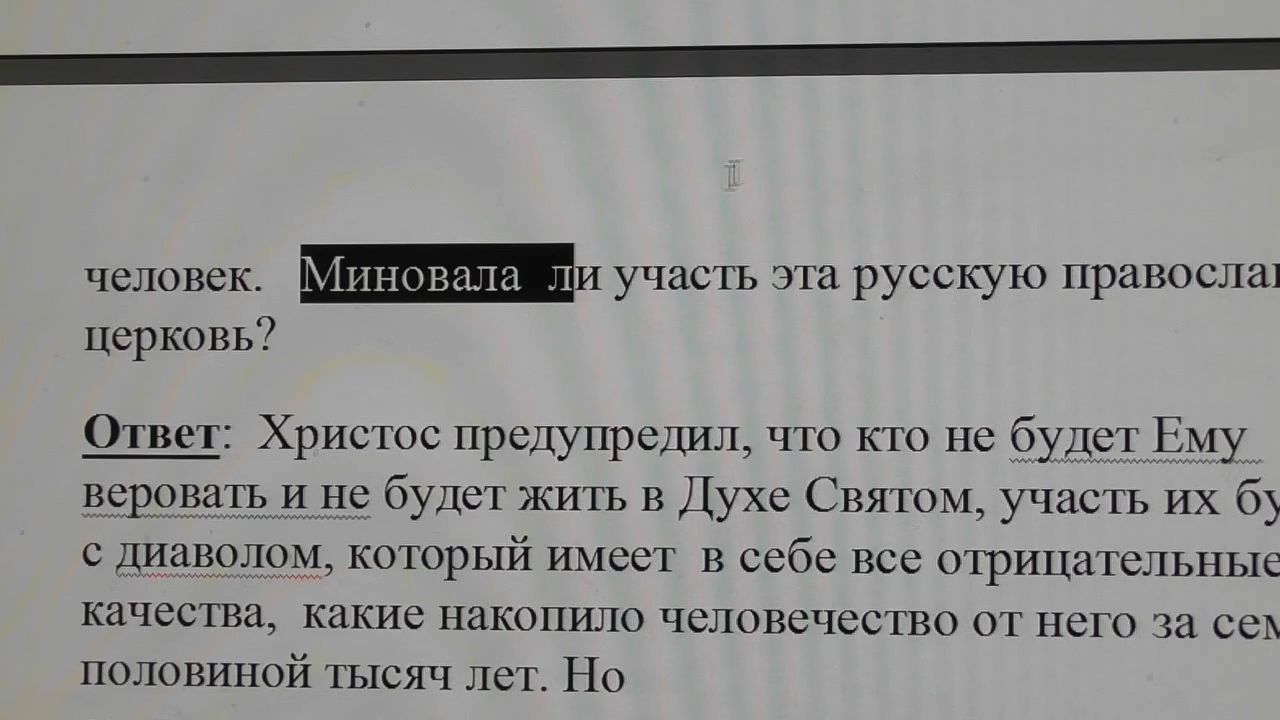 человек. Миновала ли участь эта русскую правосла
церковь?
Ответ: Христос предупредил, что кто не будет Ему
веровать и не будет жить в Духе Святом, участь их бу
с диаволом, который имеет в себе все отрицательные
качества, какие накопило человечество от него за сем
половиной тысяч лет. Но